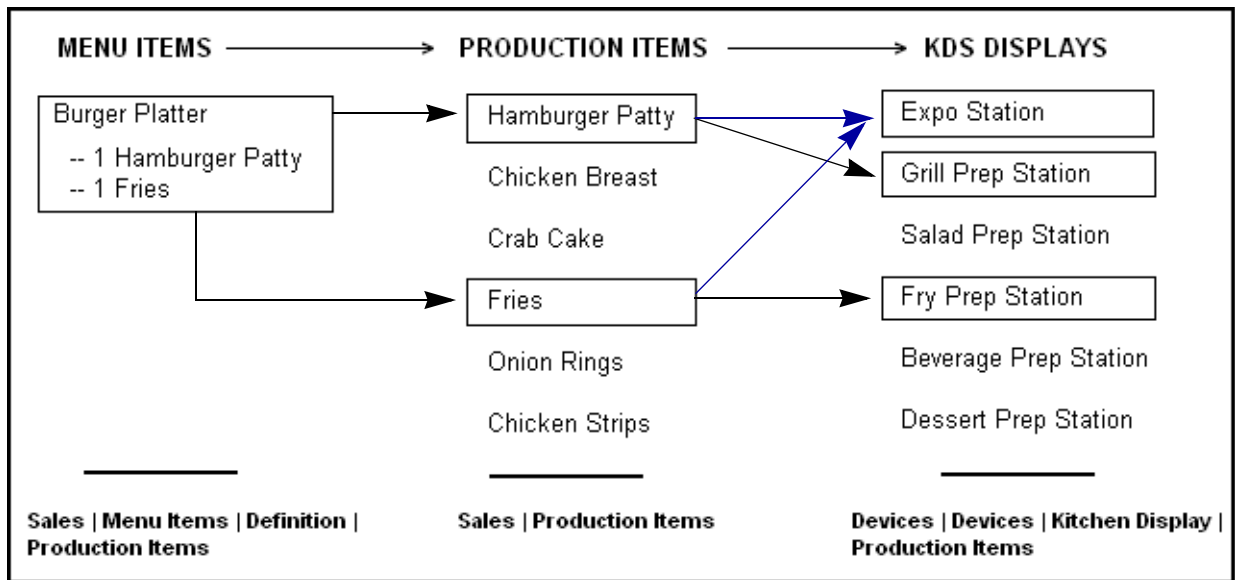 MENU ITEMS
PRODUCTION ITEMS
KDS DISPLAYS
Burger Platter
-- 1 Hamburger Patty
-- 1 Fries
Hamburger Patty
Chicken Breast
Crab Cake
Fries
Onion Rings
Chicken Strips
Expo Station
Grill Prep Station
Salad Prep Station
Fry Prep Station
Beverage Prep Station
Dessert Prep Station
Sales | Menu Items | Definition |
Production Items
Sales | Production Items
Devices | Devices | Kitchen Display |
Production Items